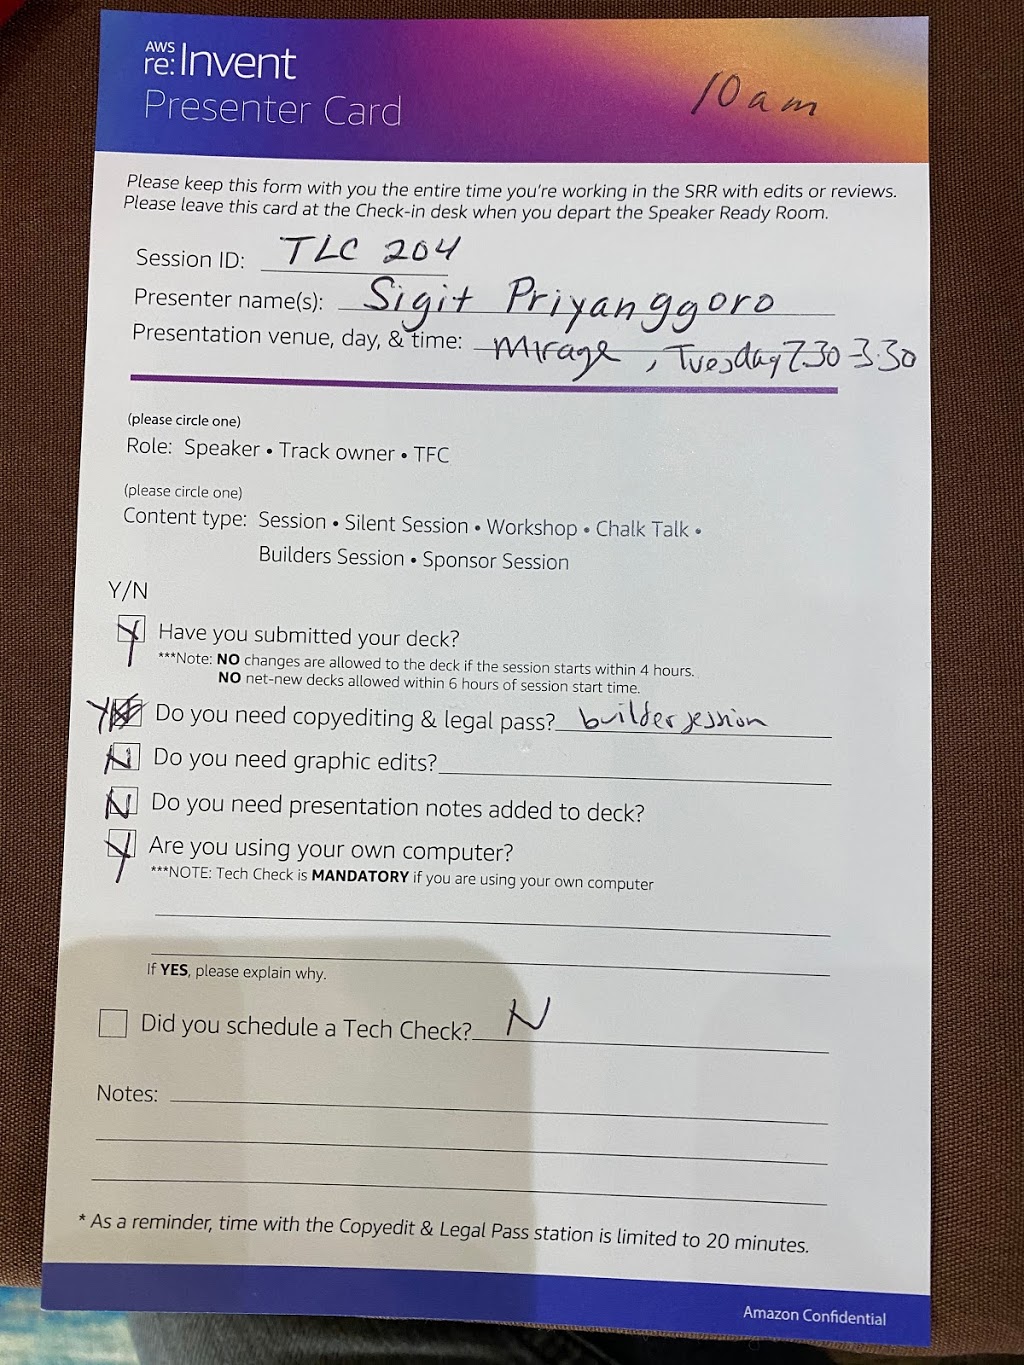 AWS
re:Invent
Presenter Card
10 am
Please keep this form with you the entire time you're working in the SRR with edits or reviews.
Please leave this card at the Check-in desk when you depart the Speaker Ready Room.
Session ID: TLC 204
Presenter name(s): Sigit Priyanggoro
Presentation venue, day, & time: Mirage, Tuesday 7.30-3.30
(please circle one)
Role: Speaker • Track owner • TFC
(please circle one)
Content type: Session • Silent Session • Workshop • Chalk Talk •
Builders Session • Sponsor Session
Y/N
Y Have you submitted your deck?
***Note: NO changes are allowed to the deck if the session starts within 4 hours.
NO net-new decks allowed within 6 hours of session start time.
Y Do you need copyediting & legal pass? builder session
N Do you need graphic edits?
N Do you need presentation notes added to deck?
Y Are you using your own computer?
***NOTE: Tech Check is MANDATORY if you are using your own computer
If YES, please explain why.
Did you schedule a Tech Check? N
Notes:
* As a reminder, time with the Copyedit & Legal Pass station is limited to 20 minutes.
Amazon Confidential